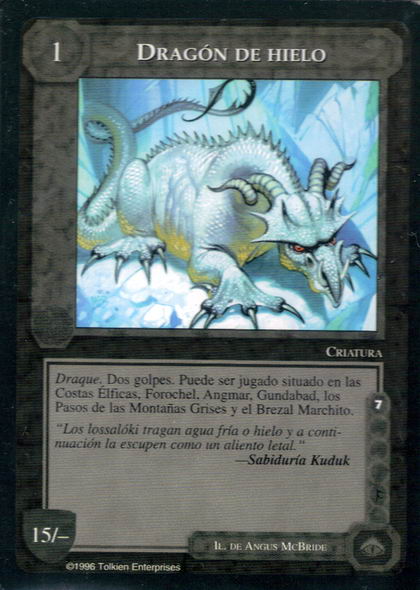 1
DRAGÓN DE HIELO
CRIATURA
Draque. Dos golpes. Puede ser jugado situado en las
Costas Élficas, Forochel, Angmar, Gundabad, los
Pasos de las Montañas Grises y el Brezal Marchito.
7
"Los lossalóki tragan agua fría o hielo y a conti-
nuación la escupen como un aliento letal."
—Sabiduría Kuduk
15/–
IL. DE ANGUS MCBRIDE
©1996 Tolkien Enterprises